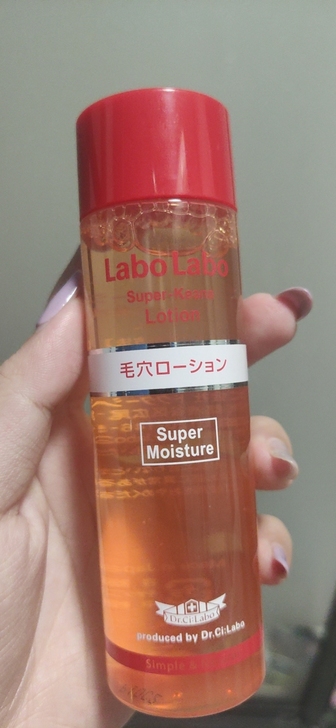 Labo Labo
Super-Keana
Lotion
毛穴ローション
Super
Moisture
Dr.Ci:Labo
produced by Dr.Ci:Labo
Simple &